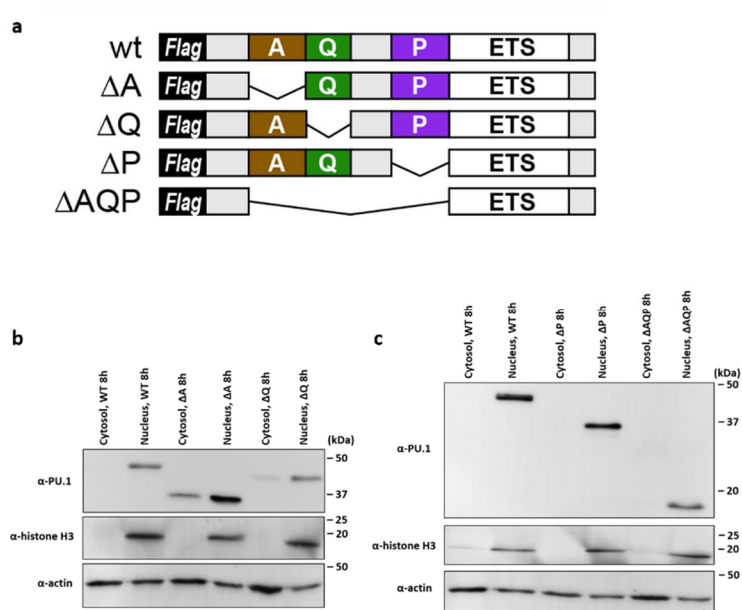 a
wt Flag A Q P ETS
ΔA Flag Q P ETS
ΔQ Flag A P ETS
ΔP Flag A Q ETS
ΔAQP Flag ETS
b
Cytosol, WT 8h
Nucleus, WT 8h
Cytosol, ΔA 8h
Nucleus, ΔA 8h
Cytosol, ΔQ 8h
Nucleus, ΔQ 8h
(kDa)
α-PU.1
50
37
α-histone H3
25
20
α-actin
50
c
Cytosol, WT 8h
Nucleus, WT 8h
Cytosol, ΔP 8h
Nucleus, ΔP 8h
Cytosol, ΔAQP 8h
Nucleus, ΔAQP 8h
(kDa)
50
37
α-PU.1
20
α-histone H3
25
20
50
α-actin